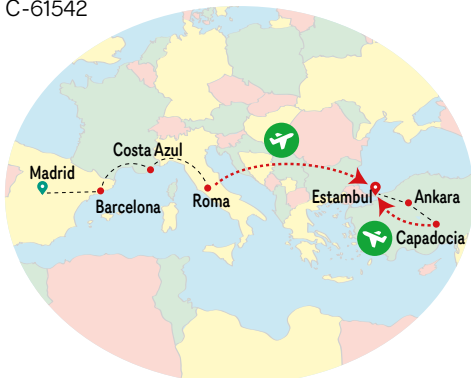 C-61542
Costa Azul
Madrid
Barcelona
Roma
Estambul
Ankara
Capadocia